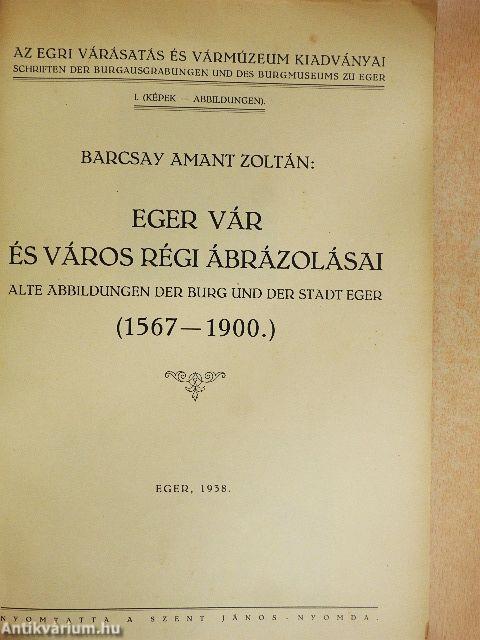 AZ EGRI VÁRÁSATÁS ÉS VÁRMÚZEUM KIADVÁNYAI
SCHRIFTEN DER BURGAUSGRABUNGEN UND DES BURGMUSEUMS ZU EGER
I. (KÉPEK — ABBILDUNGEN).
BARCSAY AMANT ZOLTÁN:
EGER VÁR
ÉS VÁROS RÉGI ÁBRÁZOLÁSAI
ALTE ABBILDUNGEN DER BURG UND DER STADT EGER
(1567—1900.)
EGER, 1938.
NYOMTATTA A SZENT JÁNOS-NYOMDA.
Antikvárium.hu